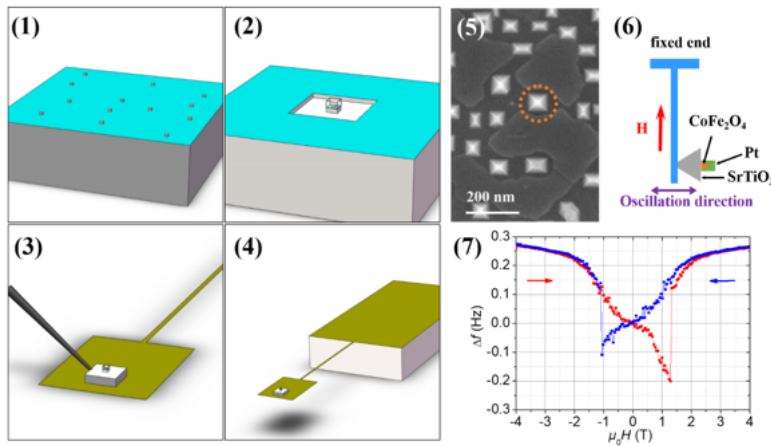 (1)
(2)
(3)
(4)
(5)
200 nm
(6)
fixed end
H
CoFe₂O₄
Pt
SrTiO₃
Oscillation direction
(7)
Δf (Hz)
0.3
0.2
0.1
0.0
-0.1
-0.2
-0.3
-4 -3 -2 -1 0 1 2 3 4
μ₀H (T)